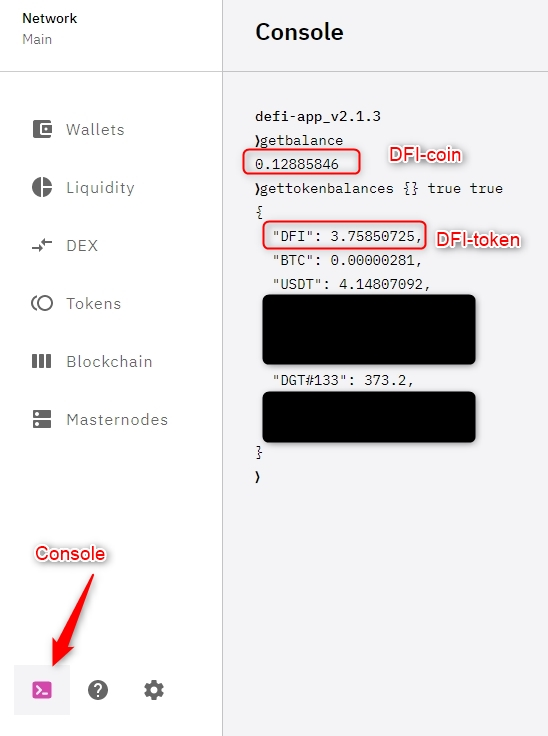 Network
Main
Console
Wallets
Liquidity
DEX
Tokens
Blockchain
Masternodes
defi-app_v2.1.3
❯getbalance
0.12885846
DFI-coin
❯gettokenbalances {} true true
{
"DFI": 3.75850725,
DFI-token
"BTC": 0.00000281,
"USDT": 4.14807092,
"DGT#133": 373.2,
}
❯
Console